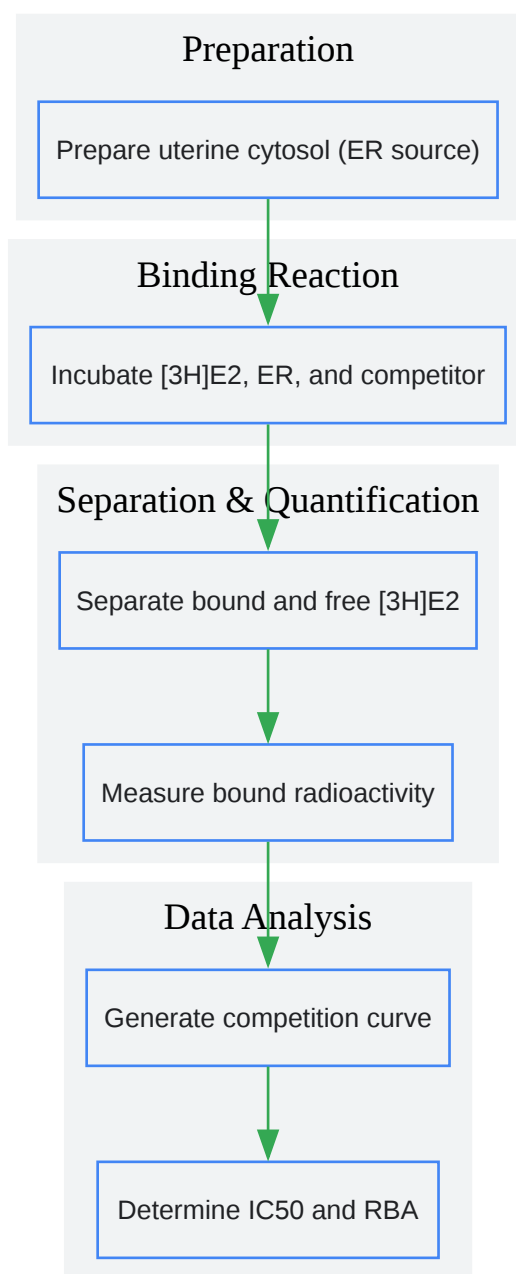 Preparation
Prepare uterine cytosol (ER source)
Binding Reaction
Incubate [3H]E2, ER, and competitor
Separation & Quantification
Separate bound and free [3H]E2
Measure bound radioactivity
Data Analysis
Generate competition curve
Determine IC50 and RBA